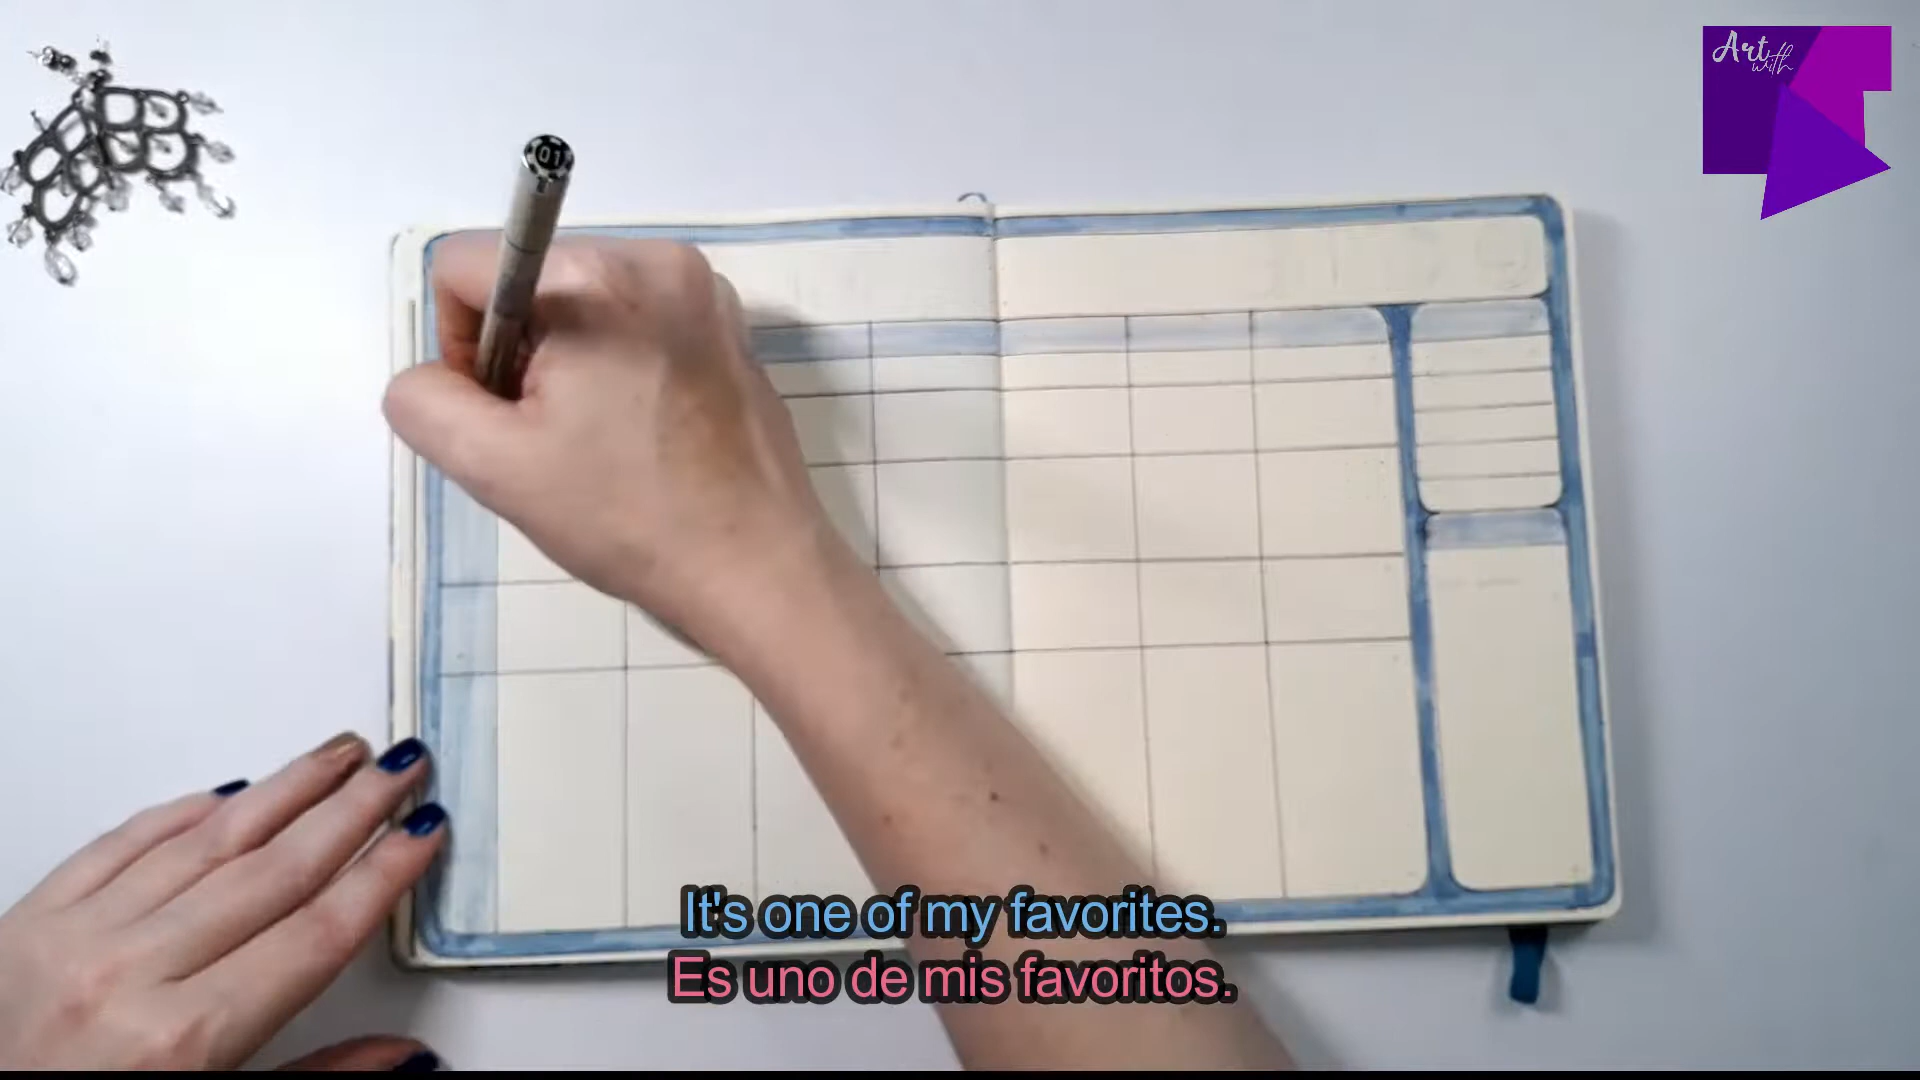 Art
with
01
It's one of my favorites.
Es uno de mis favoritos.